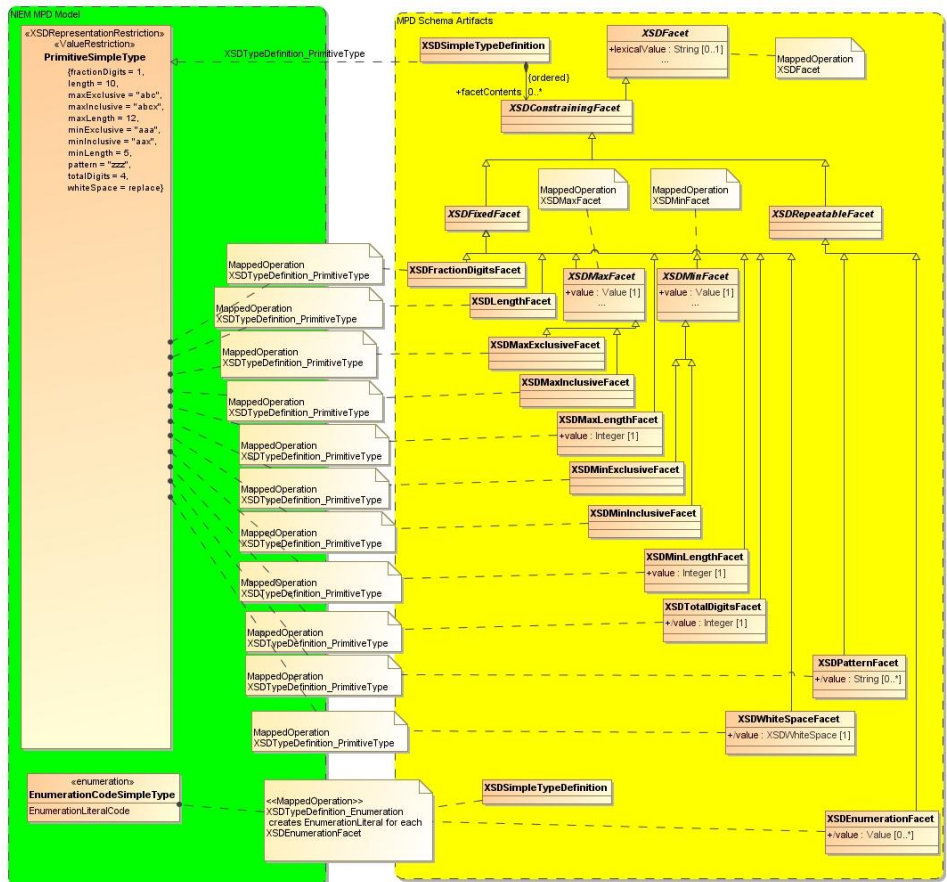 NIEM MPD Model
«XSDRepresentationRestriction»
«ValueRestriction»
PrimitiveSimpleType
{fractionDigits = 1,
length = 10,
maxExclusive = "abc",
maxInclusive = "abcx",
maxLength = 12,
minExclusive = "aaa",
minInclusive = "aax",
minLength = 5,
pattern = "zzz",
totalDigits = 4,
whiteSpace = replace}
XSDTypeDefinition_PrimitiveType
MPD Schema Artifacts
XSDSimpleTypeDefinition
{ordered}
+facetContents 0..*
XSDFacet
+lexicalValue : String [0..1]
...
MappedOperation
XSDFacet
XSDConstrainingFacet
MappedOperation
XSDMaxFacet
MappedOperation
XSDMinFacet
XSDFixedFacet
XSDRepeatableFacet
MappedOperation
XSDTypeDefinition_PrimitiveType
XSDFractionDigitsFacet
XSDMaxFacet
+value : Value [1]
...
XSDMinFacet
+value : Value [1]
...
MappedOperation
XSDTypeDefinition_PrimitiveType
XSDLengthFacet
MappedOperation
XSDTypeDefinition_PrimitiveType
XSDMaxExclusiveFacet
MappedOperation
XSDTypeDefinition_PrimitiveType
XSDMaxInclusiveFacet
MappedOperation
XSDTypeDefinition_PrimitiveType
XSDMaxLengthFacet
+value : Integer [1]
MappedOperation
XSDTypeDefinition_PrimitiveType
XSDMinExclusiveFacet
MappedOperation
XSDTypeDefinition_PrimitiveType
XSDMinInclusiveFacet
MappedOperation
XSDTypeDefinition_PrimitiveType
XSDMinLengthFacet
+value : Integer [1]
MappedOperation
XSDTypeDefinition_PrimitiveType
XSDTotalDigitsFacet
+/value : Integer [1]
MappedOperation
XSDTypeDefinition_PrimitiveType
XSDPatternFacet
+/value : String [0..*]
MappedOperation
XSDTypeDefinition_PrimitiveType
XSDWhiteSpaceFacet
+/value : XSDWhiteSpace [1]
«enumeration»
EnumerationCodeSimpleType
EnumerationLiteralCode
<<MappedOperation>>
XSDTypeDefinition_Enumeration
creates EnumerationLiteral for each
XSDEnumerationFacet
XSDSimpleTypeDefinition
XSDEnumerationFacet
+/value : Value [0..*]